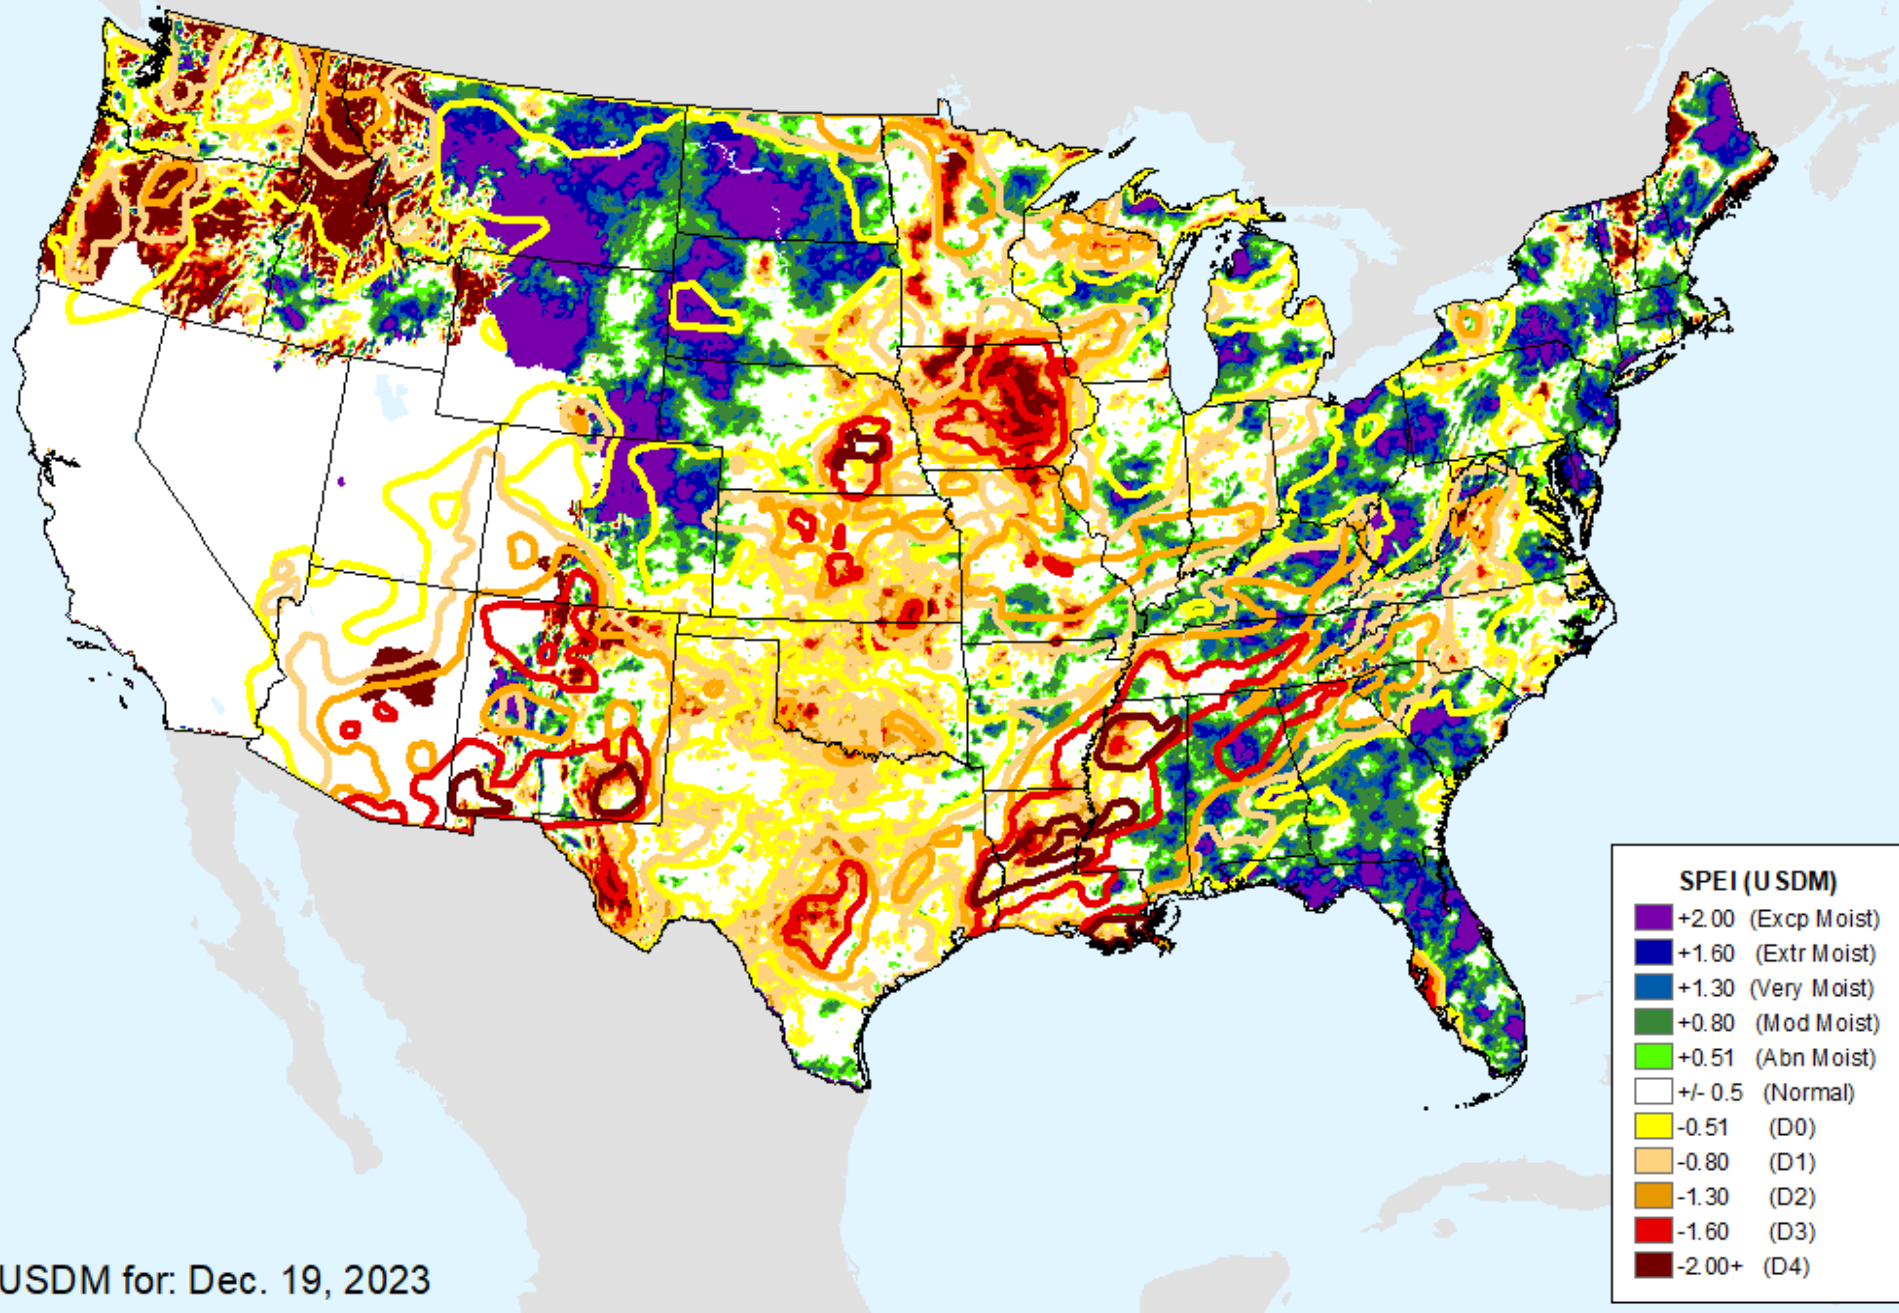 SPEI (USDM)
+2.00 (Excp Moist)
+1.60 (Extr Moist)
+1.30 (Very Moist)
+0.80 (Mod Moist)
+0.51 (Abn Moist)
+/- 0.5 (Normal)
-0.51 (D0)
-0.80 (D1)
-1.30 (D2)
-1.60 (D3)
-2.00+ (D4)
USDM for: Dec. 19, 2023